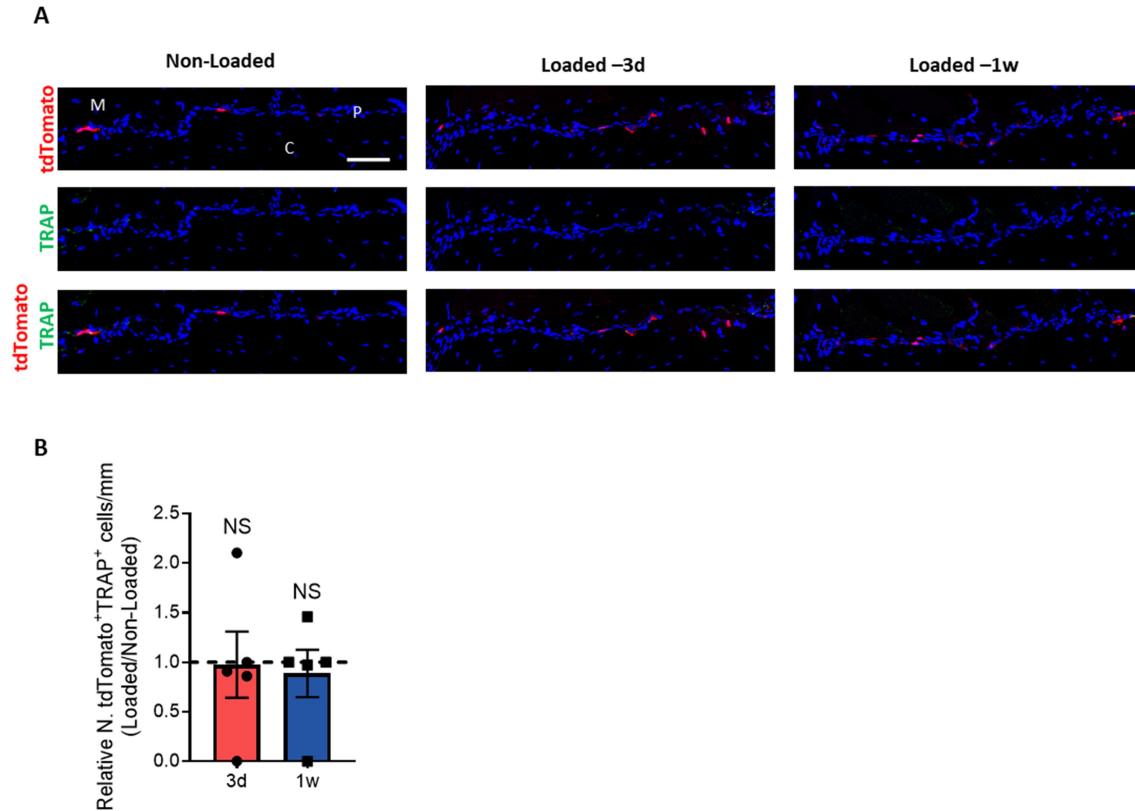 A
Non-Loaded
Loaded –3d
Loaded –1w
tdTomato
M
P
C
TRAP
tdTomato
TRAP
B
Relative N. tdTomato⁺TRAP⁺ cells/mm
(Loaded/Non-Loaded)
2.5
2.0
1.5
1.0
0.5
0.0
NS
NS
3d
1w